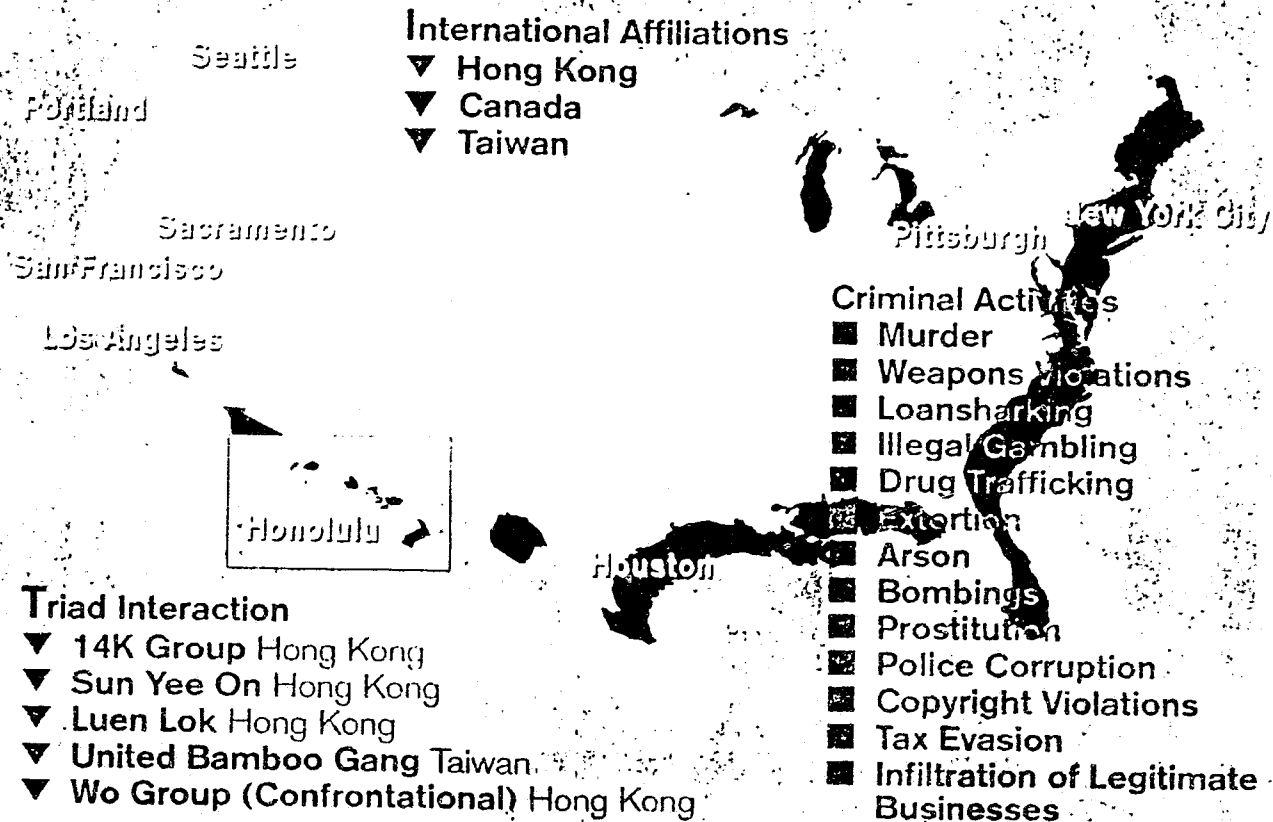 International Affiliations
▼ Hong Kong
▼ Canada
▼ Taiwan
Seattle
Portland
Sacramento
San Francisco
Los Angeles
Honolulu
Houston
Pittsburgh
New York City
Criminal Activites
■ Murder
■ Weapons Violations
■ Loansharking
■ Illegal Gambling
■ Drug Trafficking
■ Extortion
■ Arson
■ Bombings
■ Prostitution
■ Police Corruption
■ Copyright Violations
■ Tax Evasion
■ Infiltration of Legitimate
Businesses
Triad Interaction
▼ 14K Group Hong Kong
▼ Sun Yee On Hong Kong
▼ Luen Lok Hong Kong
▼ United Bamboo Gang Taiwan
▼ Wo Group (Confrontational) Hong Kong